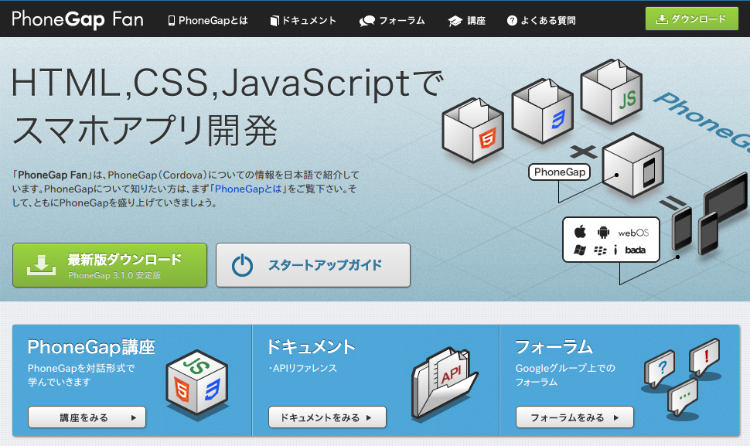 PhoneGap Fan
PhoneGapとは
ドキュメント
フォーラム
講座
よくある質問
ダウンロード
HTML,CSS,JavaScriptで
スマホアプリ開発
「PhoneGap Fan」は、PhoneGap(Cordova)についての情報を日本語で紹介して
います。PhoneGapについて知りたい方は、まず「PhoneGapとは」をご覧下さい。そ
して、ともにPhoneGapを盛り上げていきましょう。
最新版ダウンロード
PhoneGap 3.1.0 安定版
スタートアップガイド
JS
PhoneG
PhoneGap
webOS
bada
PhoneGap講座
PhoneGapを対話形式で
学んでいきます
JS
講座をみる
ドキュメント
・APIリファレンス
API
ドキュメントをみる
フォーラム
Googleグループ上での
フォーラム
? !
...
フォーラムをみる